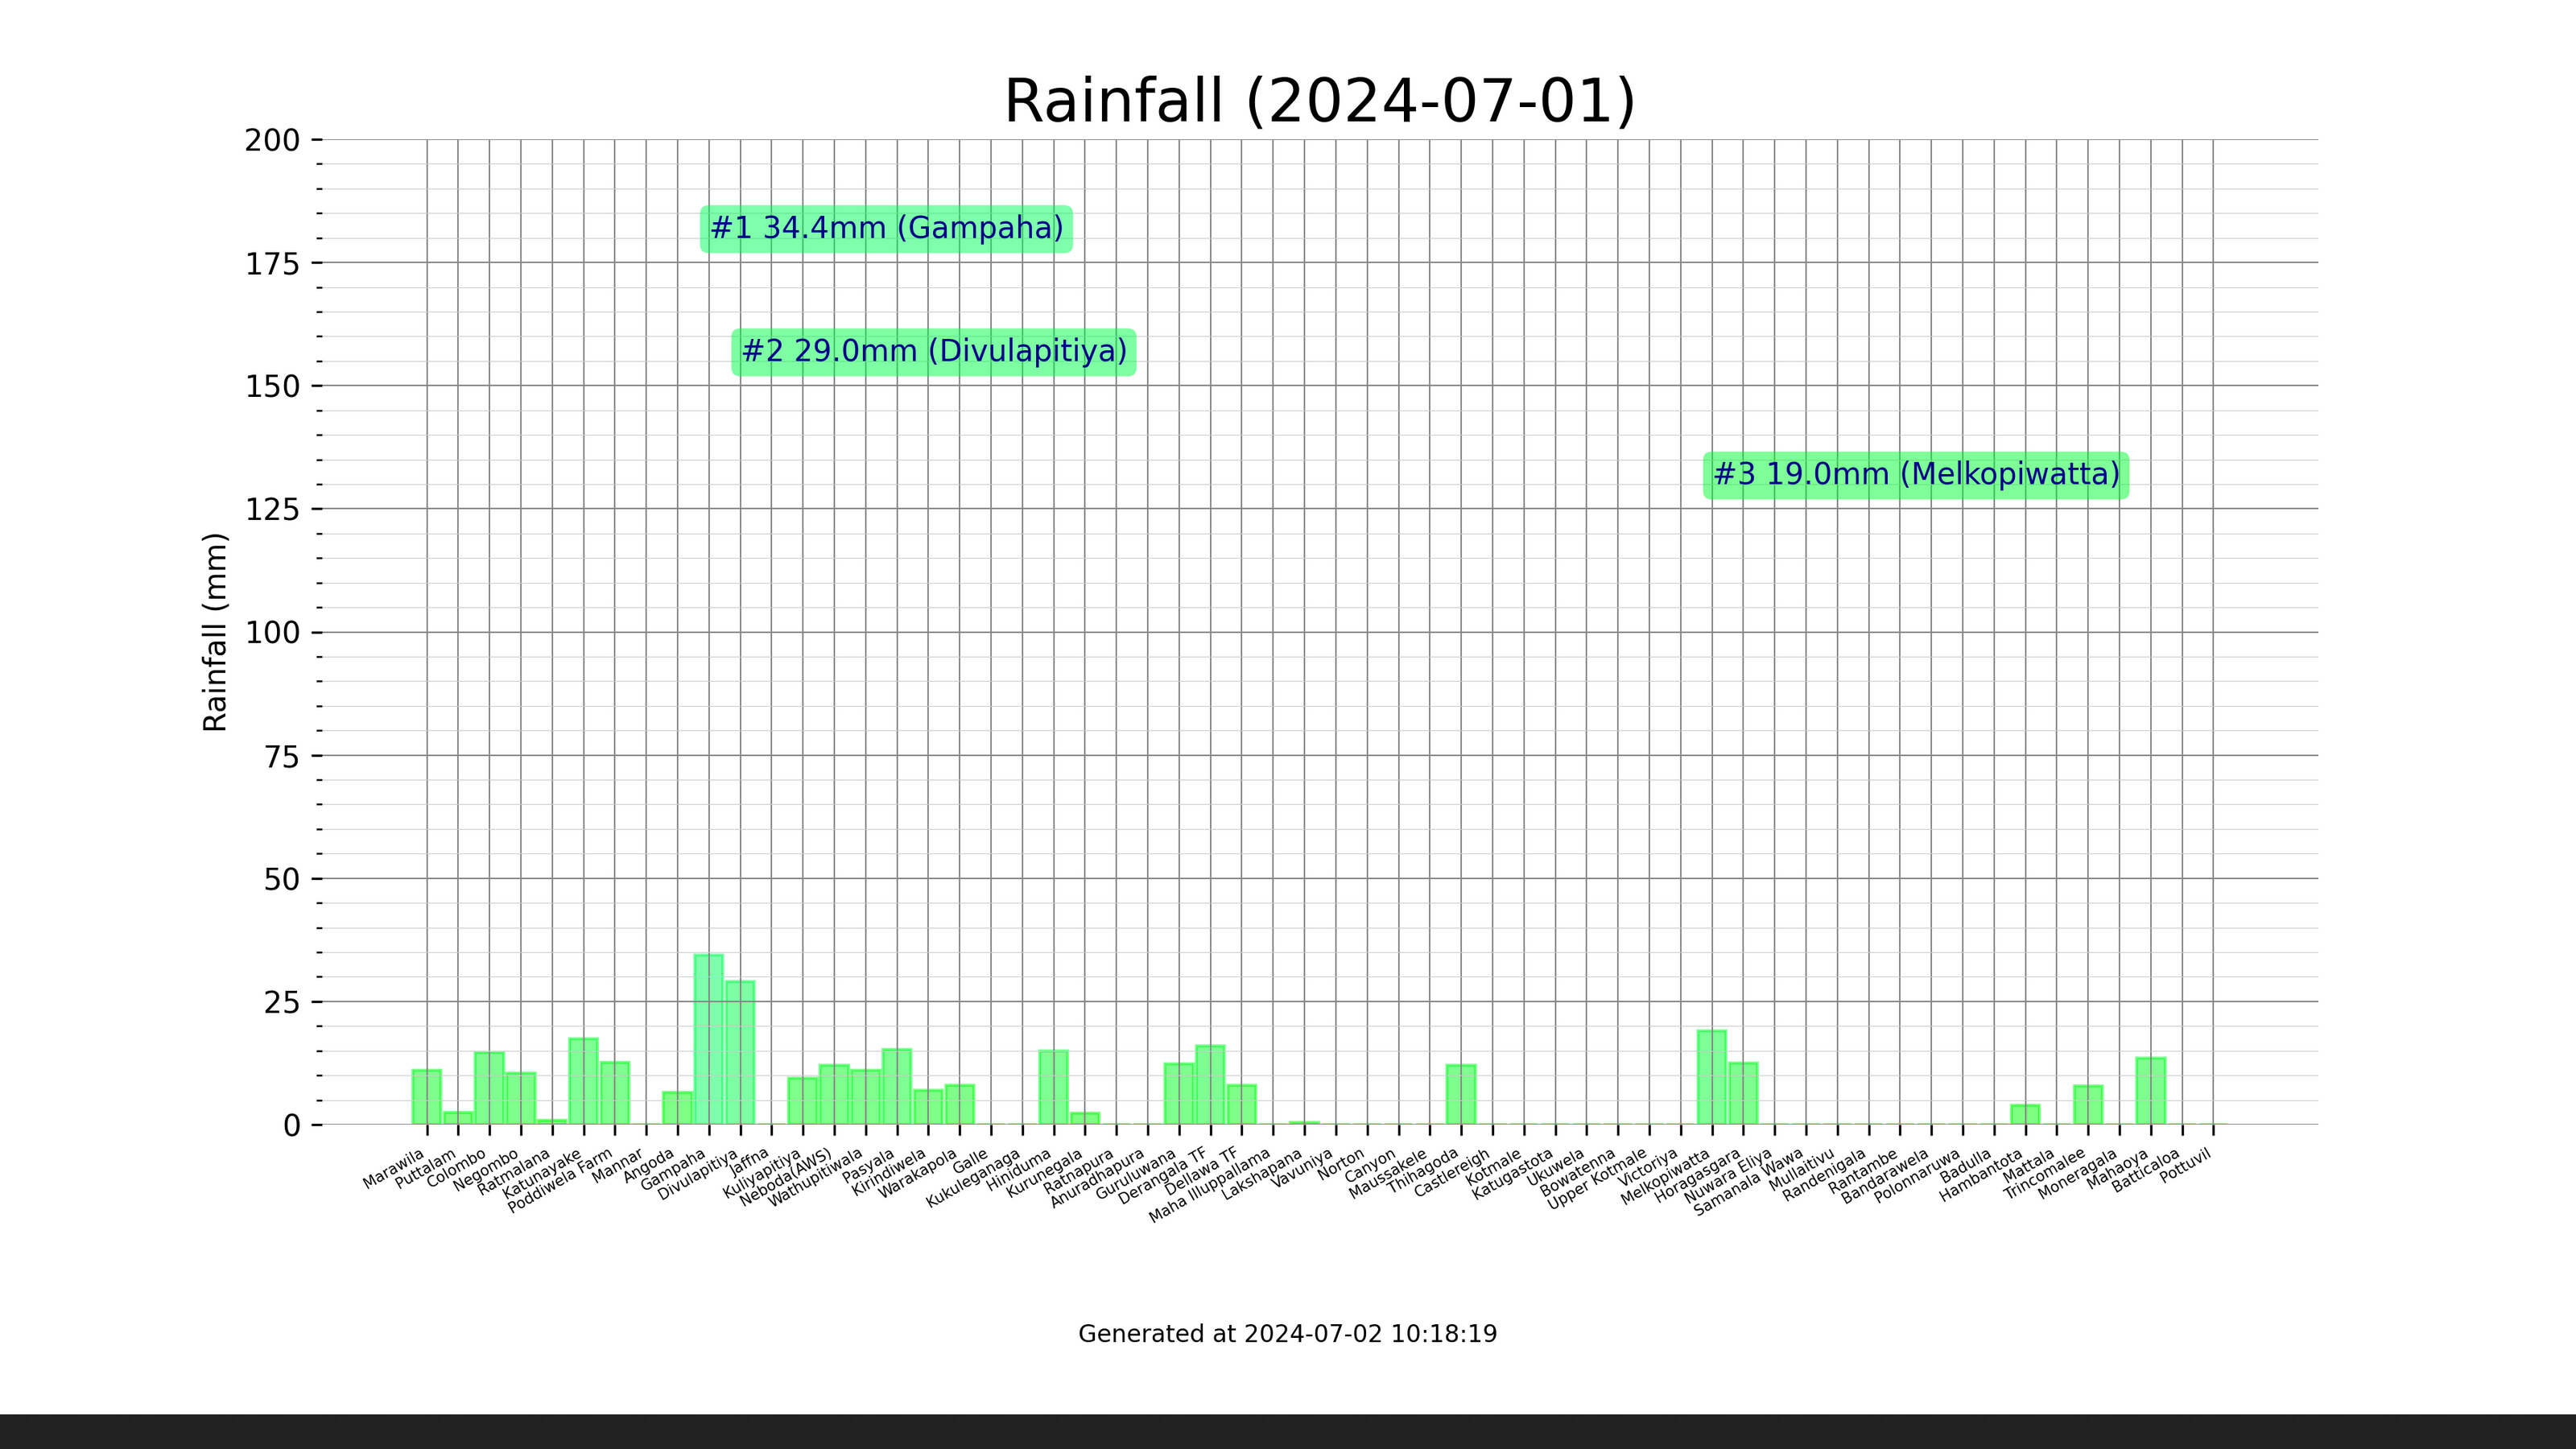 Rainfall (2024-07-01)
200
175
150
125
100
75
50
25
0
Rainfall (mm)
#1 34.4mm (Gampaha)
#2 29.0mm (Divulapitiya)
#3 19.0mm (Melkopiwatta)
Marawila
Puttalam
Colombo
Negombo
Ratmalana
Katunayake
Poddiwela Farm
Mannar
Angoda
Gampaha
Divulapitiya
Jaffna
Kuliyapitiya
Neboda(AWS)
Wathupitiwala
Pasyala
Kirindiwela
Warakapola
Galle
Kukuleganaga
Hiniduma
Kurunegala
Ratnapura
Anuradhapura
Guruluwana
Derangala TF
Dellawa TF
Maha Illuppallama
Lakshapana
Vavuniya
Norton
Canyon
Maussakele
Thihagoda
Castlereigh
Kotmale
Katugastota
Ukuwela
Bowatenna
Upper Kotmale
Victoriya
Melkopiwatta
Horagasgara
Nuwara Eliya
Samanala Wawa
Mullaitivu
Randenigala
Rantambe
Bandarawela
Polonnaruwa
Badulla
Hambantota
Mattala
Trincomalee
Moneragala
Mahaoya
Batticaloa
Pottuvil
Generated at 2024-07-02 10:18:19